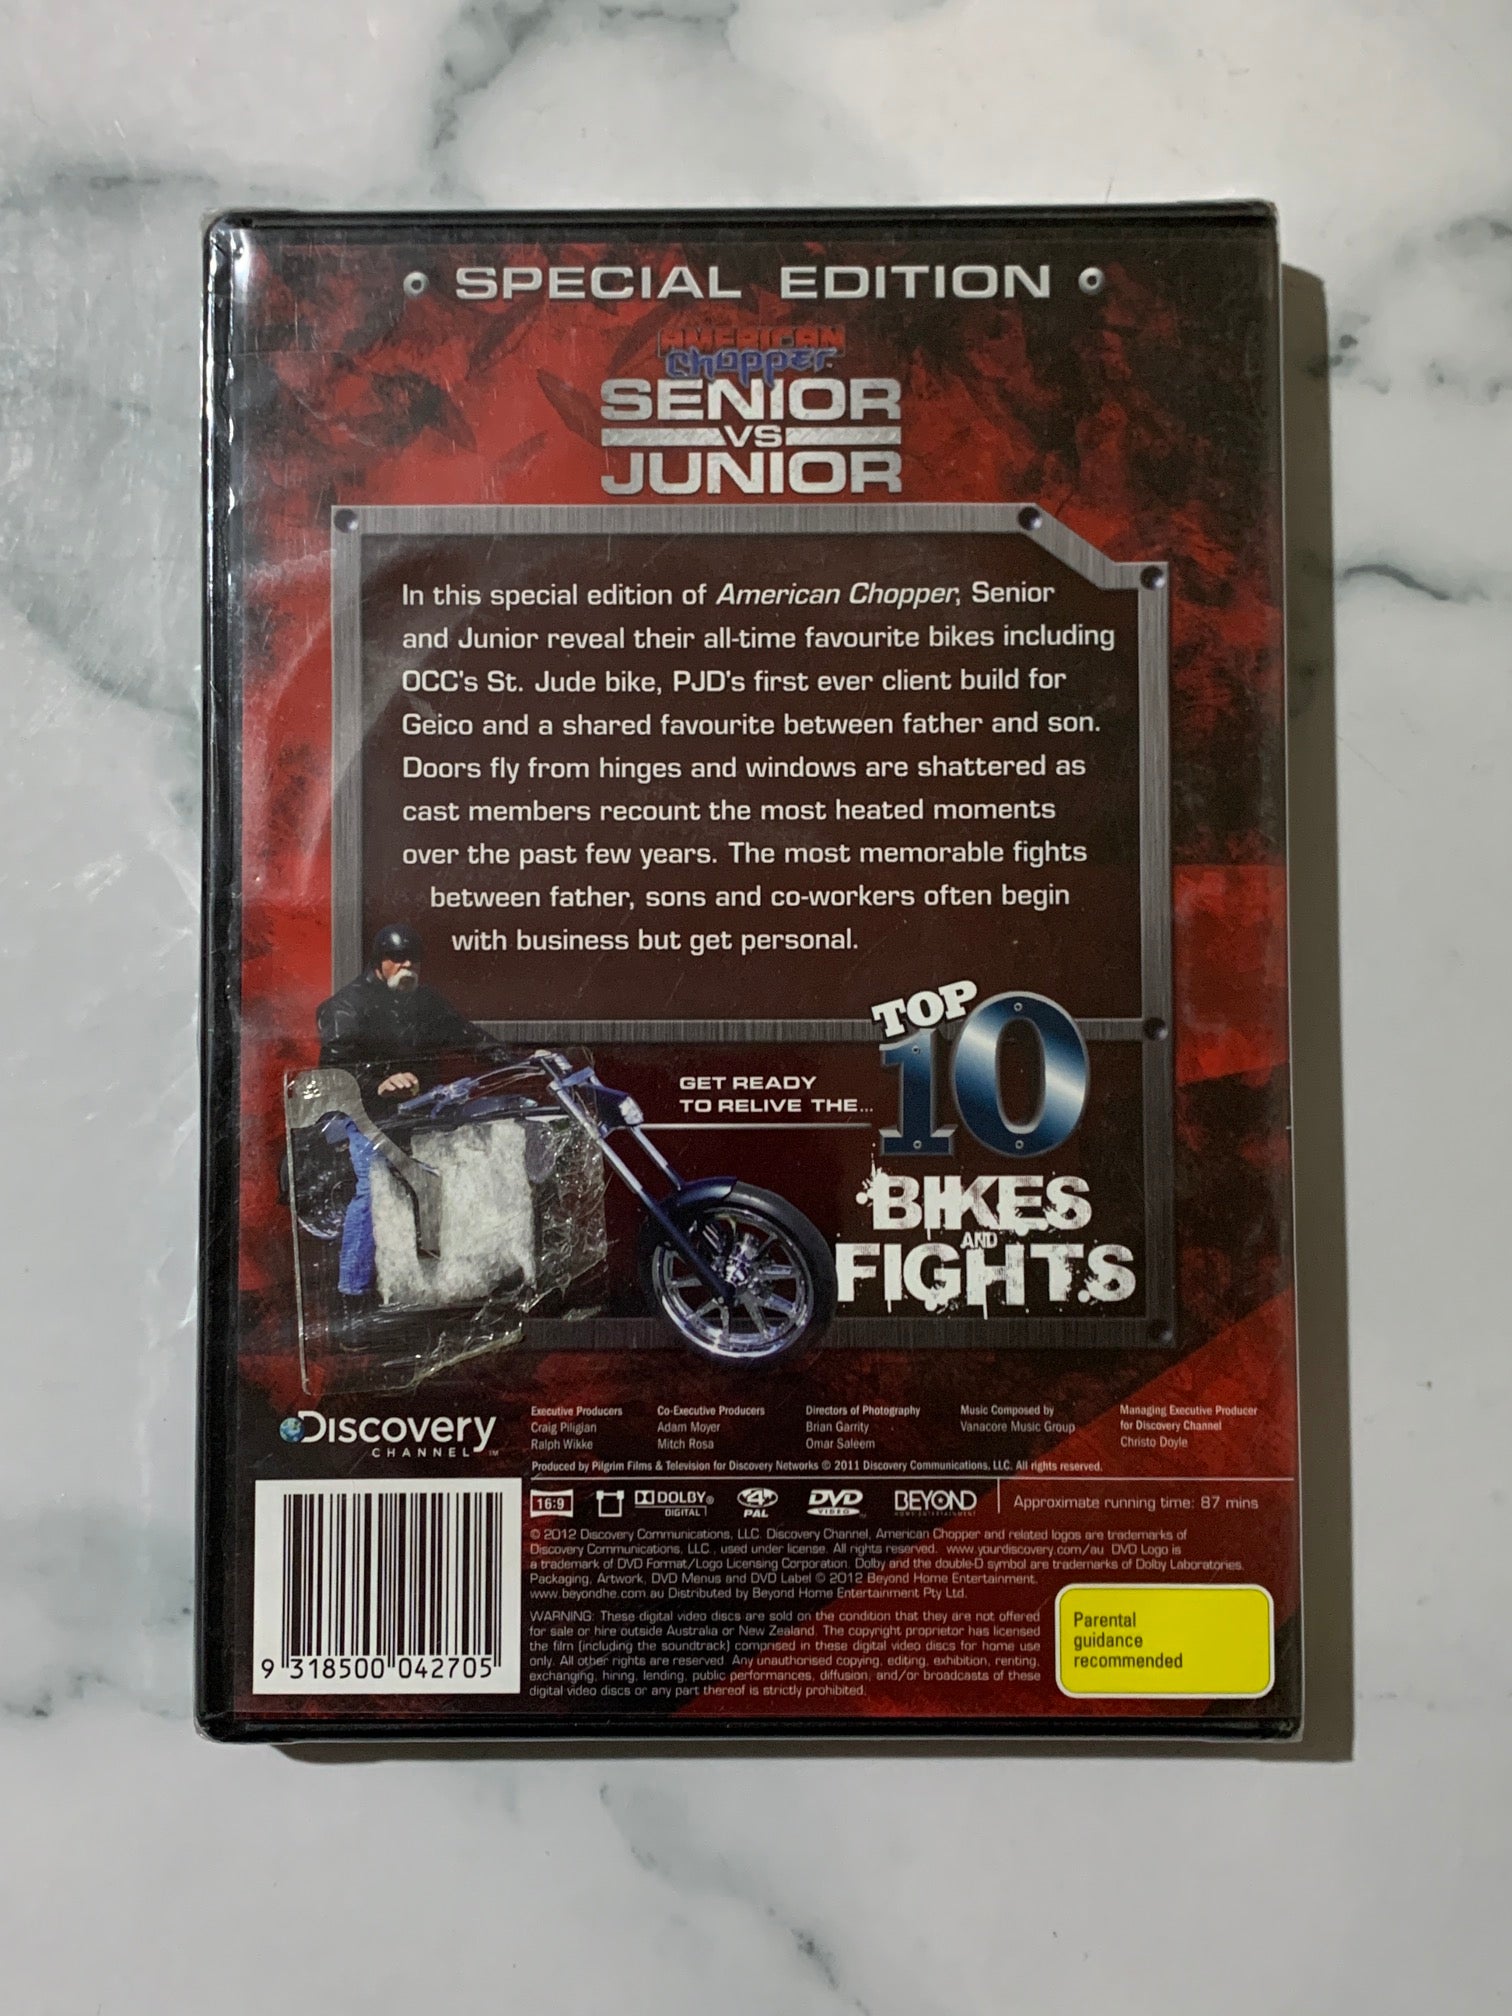 SPECIAL EDITION
AMERICAN
Chopper
SENIOR
VS
JUNIOR
In this special edition of American Chopper, Senior
and Junior reveal their all-time favourite bikes including
OCC's St. Jude bike, PJD's first ever client build for
Geico and a shared favourite between father and son.
Doors fly from hinges and windows are shattered as
cast members recount the most heated moments
over the past few years. The most memorable fights
between father, sons and co-workers often begin
with business but get personal.
GET READY
TO RELIVE THE...
TOP
10
BIKES
AND
FIGHTS
Discovery
CHANNEL™
Executive Producers
Craig Piligian
Ralph Wikke
Co-Executive Producers
Adam Moyer
Mitch Rosa
Directors of Photography
Brian Garrity
Omar Saleem
Music Composed by
Vanacore Music Group
Managing Executive Producer
for Discovery Channel
Christo Doyle
Produced by Pilgrim Films & Television for Discovery Networks © 2011 Discovery Communications, LLC. All rights reserved.
16:9
DOLBY®
DIGITAL
4
PAL
DVD
VIDEO
BEYOND
HOME ENTERTAINMENT
Approximate running time: 87 mins
© 2012 Discovery Communications, LLC. Discovery Channel, American Chopper and related logos are trademarks of
Discovery Communications, LLC., used under license. All rights reserved. www.yourdiscovery.com/au DVD Logo is
a trademark of DVD Format/Logo Licensing Corporation. Dolby and the double-D symbol are trademarks of Dolby Laboratories.
Packaging, Artwork, DVD Menus and DVD Label © 2012 Beyond Home Entertainment.
www.beyondhe.com.au Distributed by Beyond Home Entertainment Pty Ltd.
WARNING: These digital video discs are sold on the condition that they are not offered
for sale or hire outside Australia or New Zealand. The copyright proprietor has licensed
the film (including the soundtrack) comprised in these digital video discs for home use
only. All other rights are reserved. Any unauthorised copying, editing, exhibition, renting,
exchanging, hiring, lending, public performances, diffusion, and/or broadcasts of these
digital video discs or any part thereof is strictly prohibited.
Parental
guidance
recommended
9 318500 042705